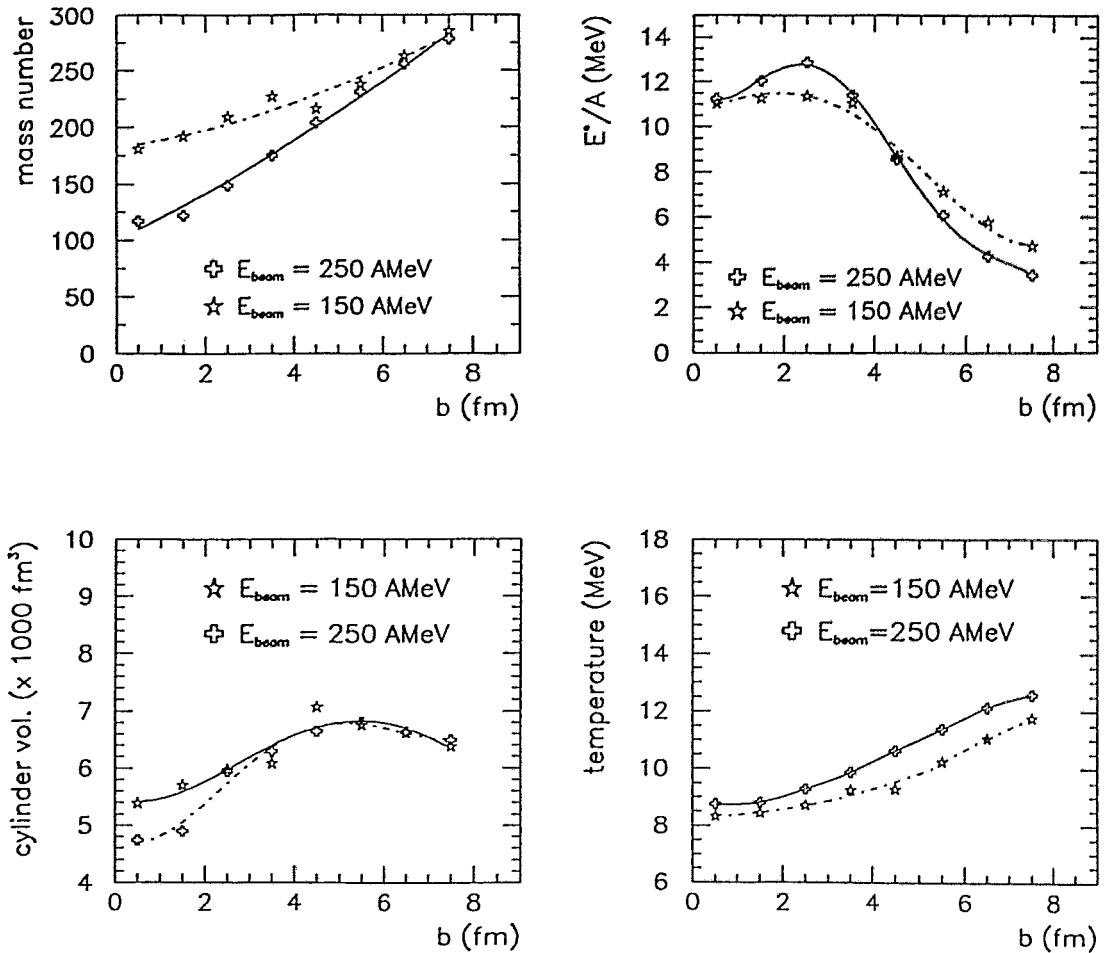 mass number
300
250
200
150
100
50
0
E_beam = 250 AMeV
E_beam = 150 AMeV
0 2 4 6 8
b (fm)
E*/A (MeV)
14
12
10
8
6
4
2
0
E_beam = 250 AMeV
E_beam = 150 AMeV
0 2 4 6 8
b (fm)
cylinder vol. (x 1000 fm³)
10
9
8
7
6
5
4
E_beam = 150 AMeV
E_beam = 250 AMeV
0 2 4 6 8
b (fm)
temperature (MeV)
18
16
14
12
10
8
6
E_beam=150 AMeV
E_beam=250 AMeV
0 2 4 6 8
b (fm)